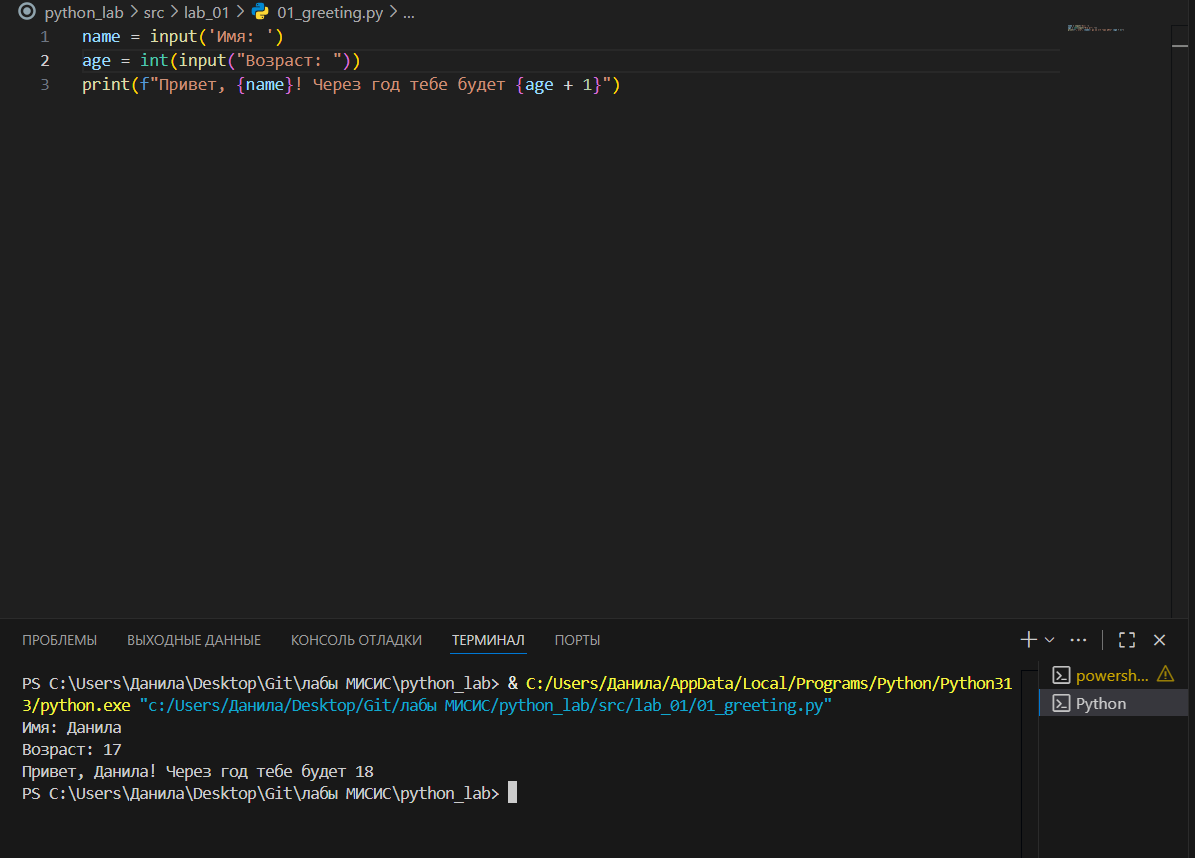 python_lab > src > lab_01 > 01_greeting.py > ...
1 name = input('Имя: ')
2 age = int(input("Возраст: "))
3 print(f"Привет, {name}! Через год тебе будет {age + 1}")
ПРОБЛЕМЫ ВЫХОДНЫЕ ДАННЫЕ КОНСОЛЬ ОТЛАДКИ ТЕРМИНАЛ ПОРТЫ
PS C:\Users\Данила\Desktop\Git\лабы МИСИС\python_lab> & C:/Users/Данила/AppData/Local/Programs/Python/Python31
3/python.exe "c:/Users/Данила/Desktop/Git/лабы МИСИС/python_lab/src/lab_01/01_greeting.py"
Имя: Данила
Возраст: 17
Привет, Данила! Через год тебе будет 18
PS C:\Users\Данила\Desktop\Git\лабы МИСИС\python_lab>
powersh...
Python